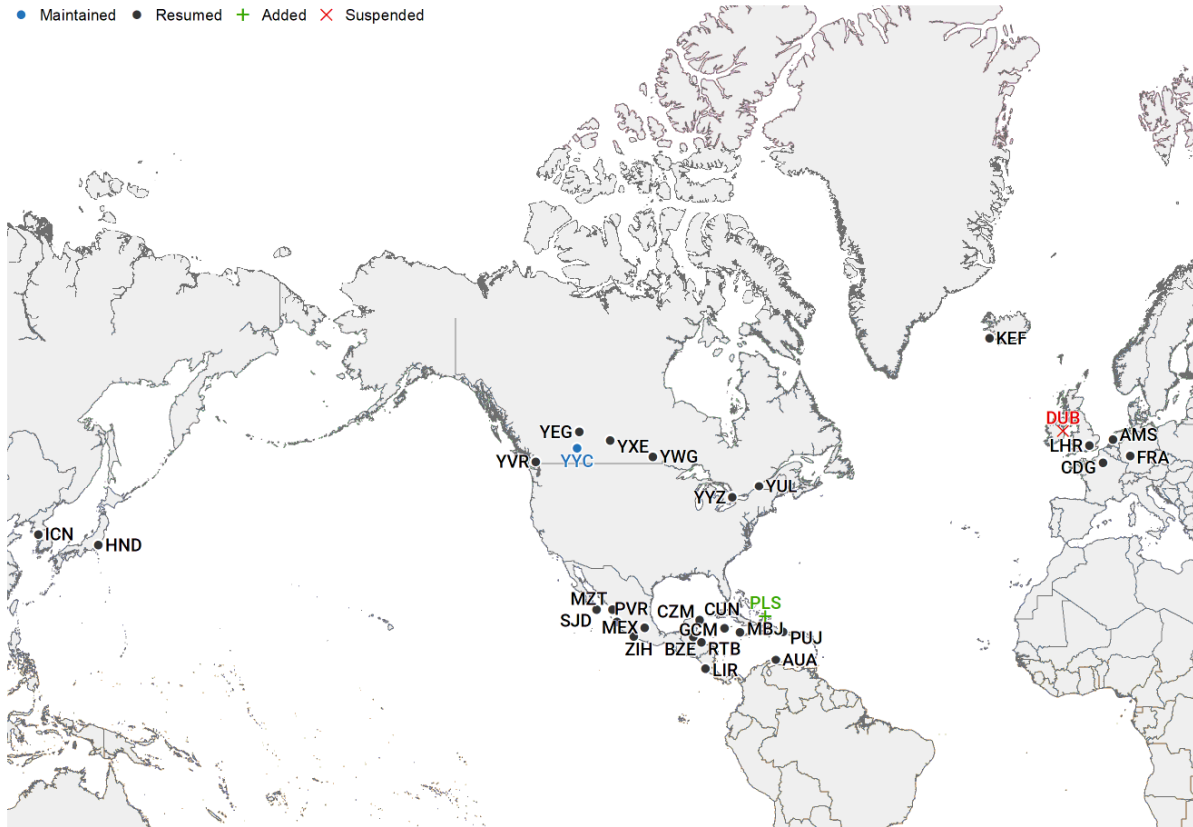 Maintained Resumed Added Suspended
KEF
DUB
YEG
YXE
AMS
LHR
YVR
YYC
YWG
FRA
CDG
YYZ
YUL
ICN
HND
MZT
PVR
CZM
CUN
PLS
SJD
MEX
GCM
MBJ
PUJ
ZIH
BZE
RTB
AUA
LIR